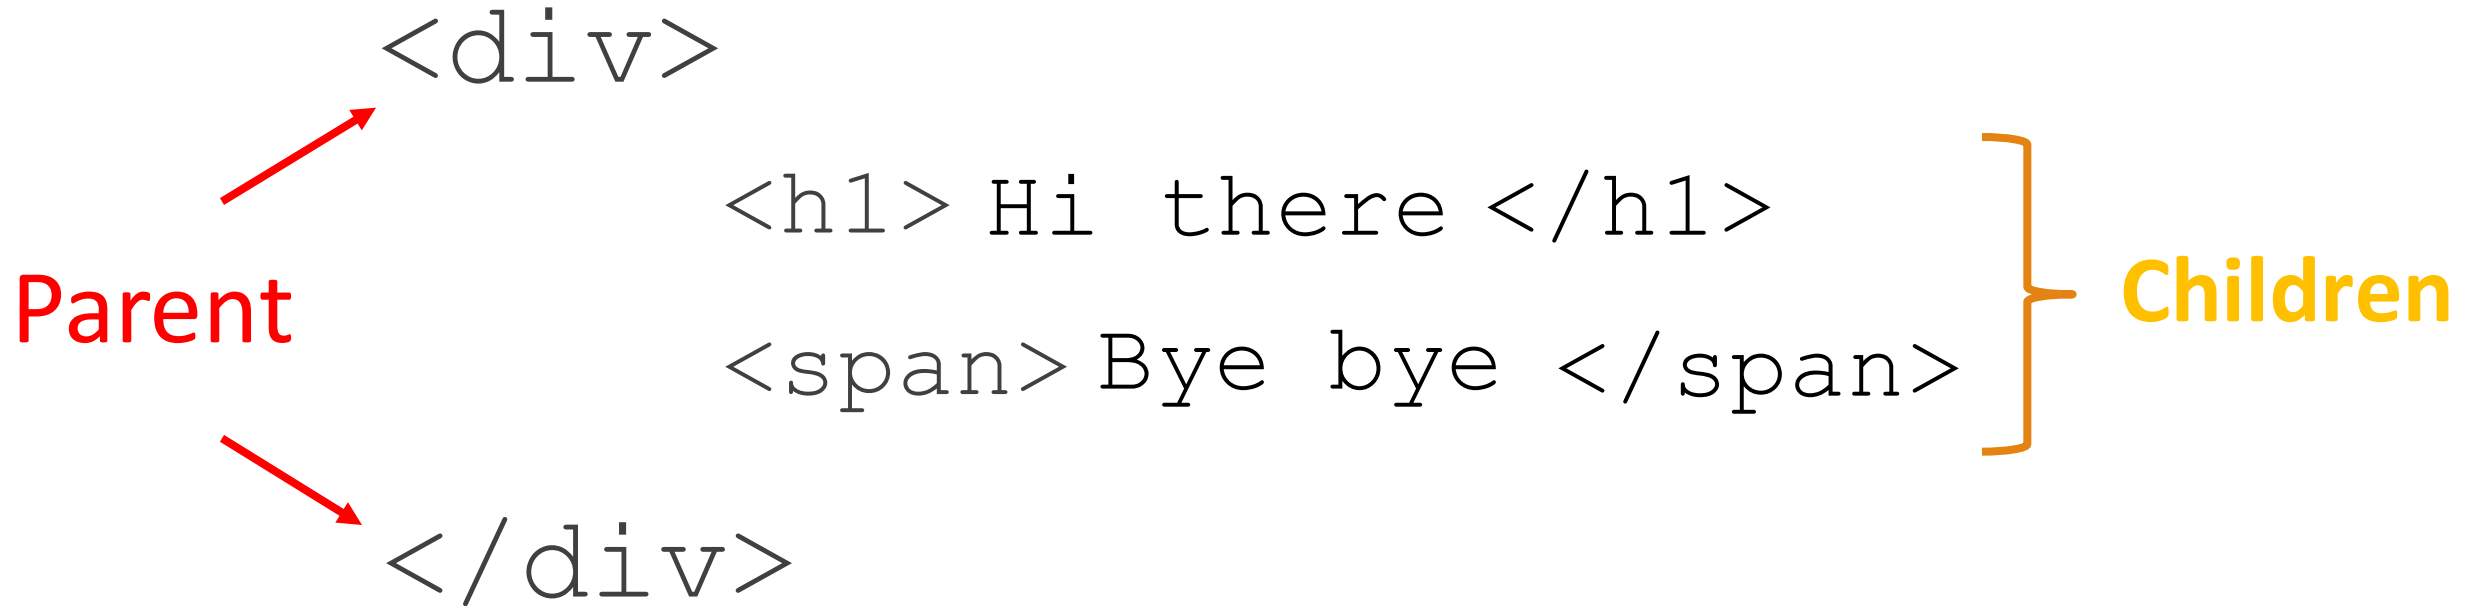 <div>
<h1> Hi there </h1>
Parent
Children
<span> Bye bye </span>
</div>